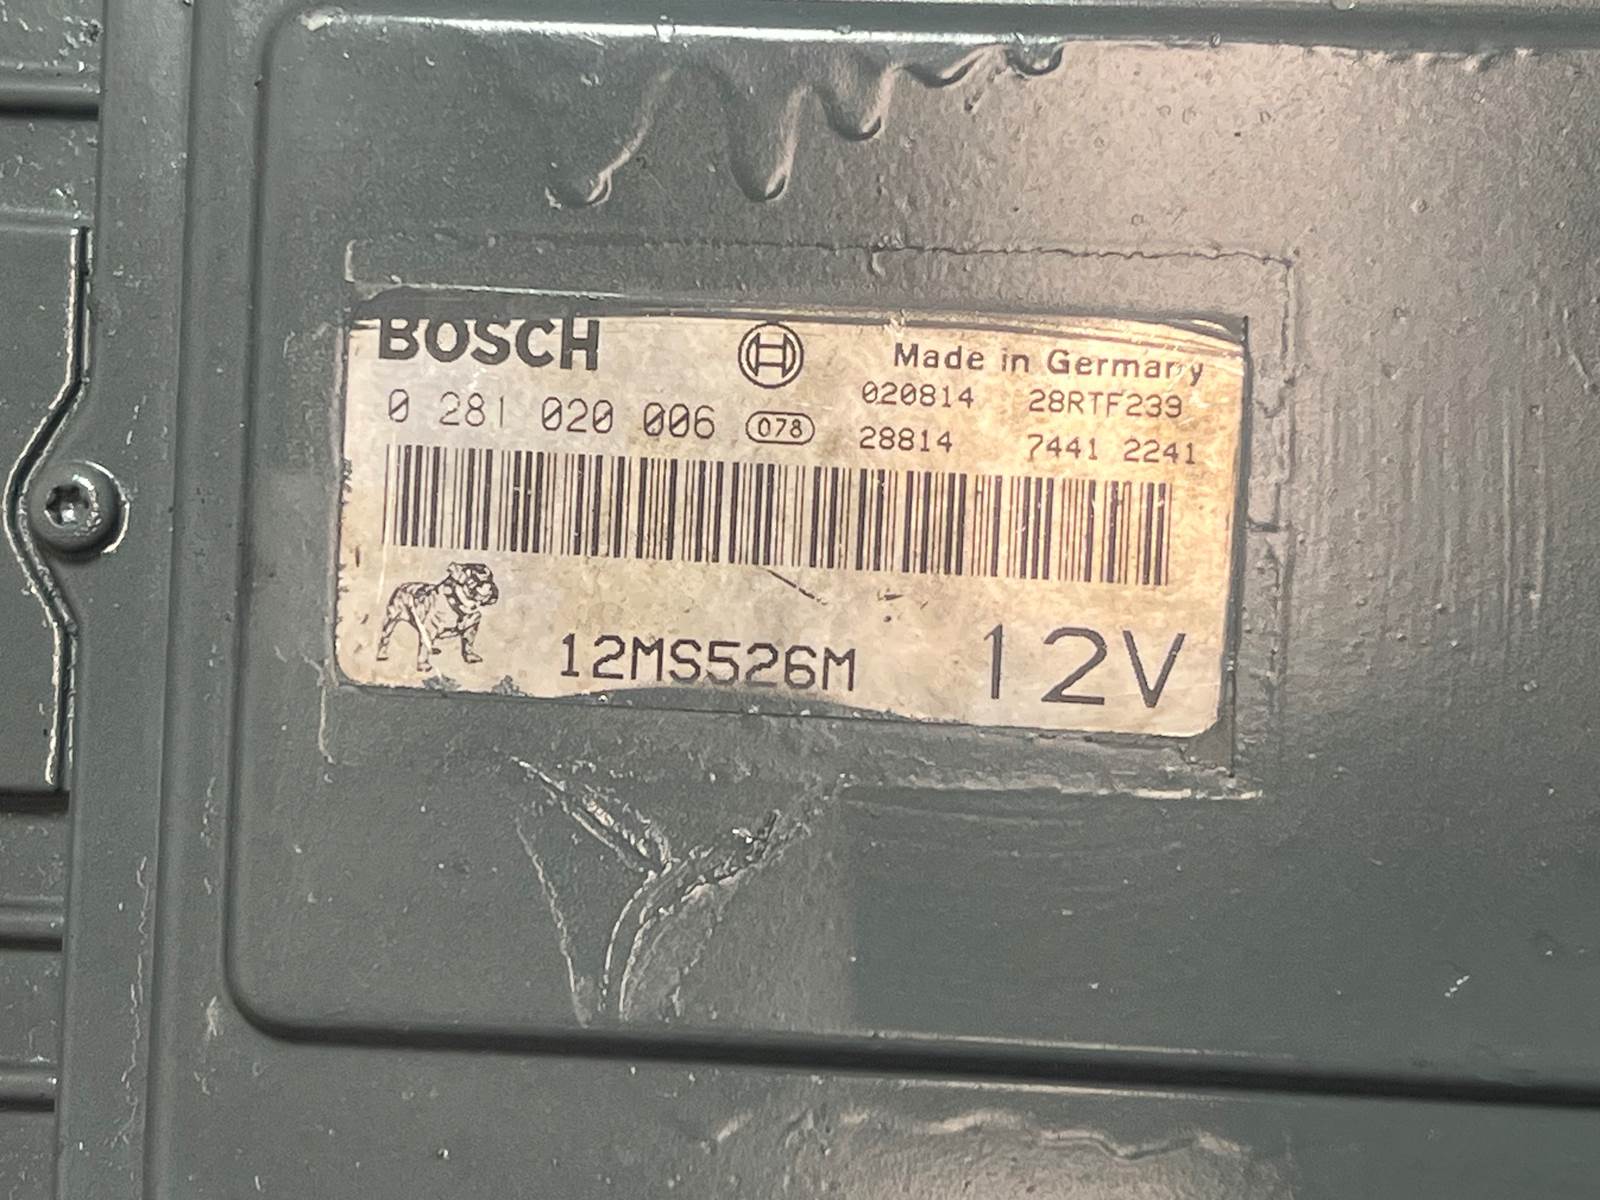 BOSCH
Made in Germany
0 281 020 006 078
020814 28RTF239
28814 7441 2241
12MS526M 12V